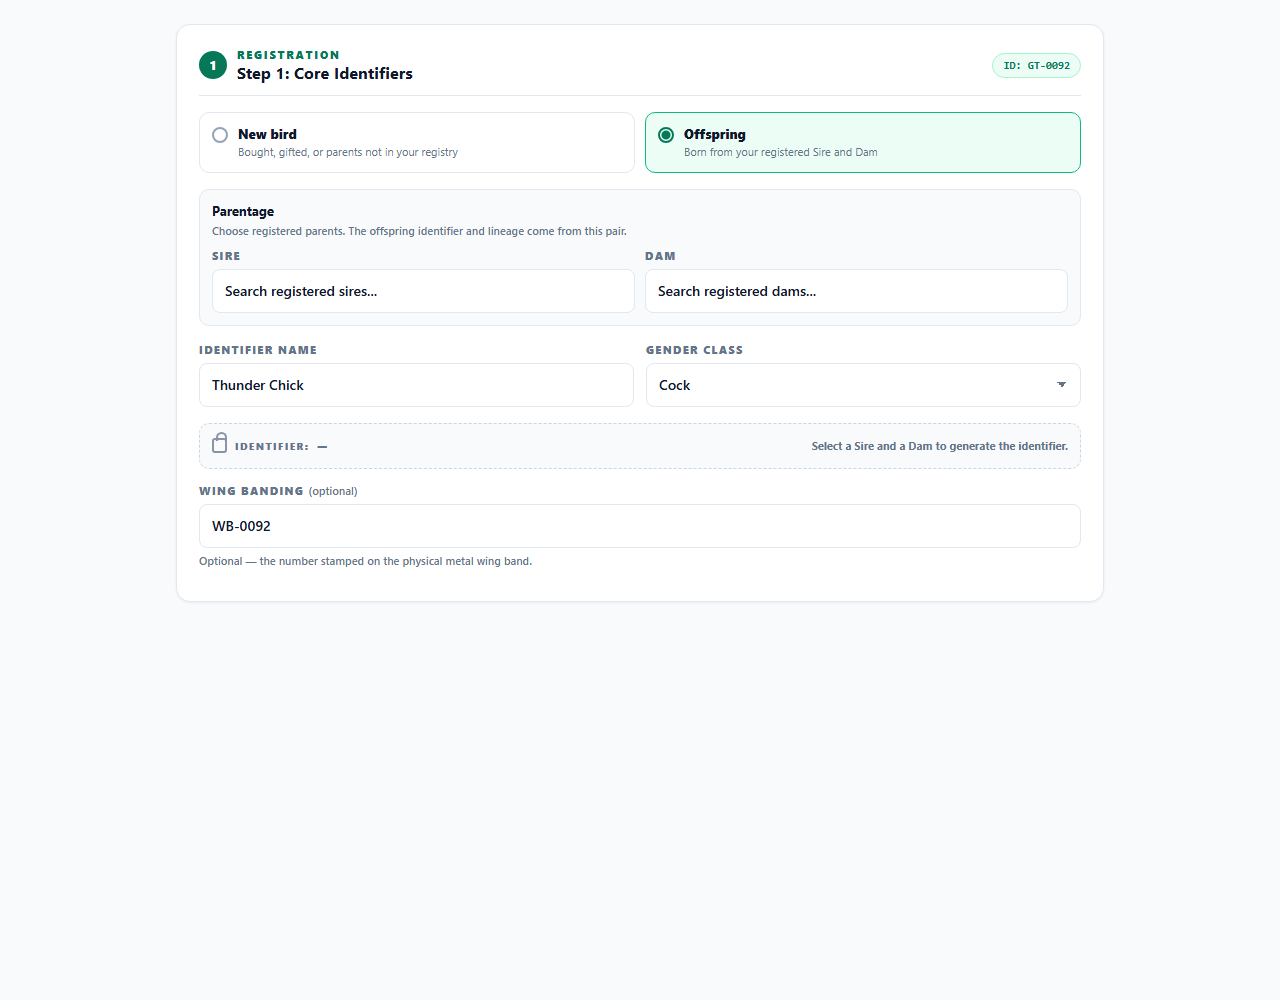 1
REGISTRATION
Step 1: Core Identifiers
ID: GT-0092
New bird
Bought, gifted, or parents not in your registry
Offspring
Born from your registered Sire and Dam
Parentage
Choose registered parents. The offspring identifier and lineage come from this pair.
SIRE
Search registered sires...
DAM
Search registered dams...
IDENTIFIER NAME
Thunder Chick
GENDER CLASS
Cock
IDENTIFIER: —
Select a Sire and a Dam to generate the identifier.
WING BANDING (optional)
WB-0092
Optional — the number stamped on the physical metal wing band.